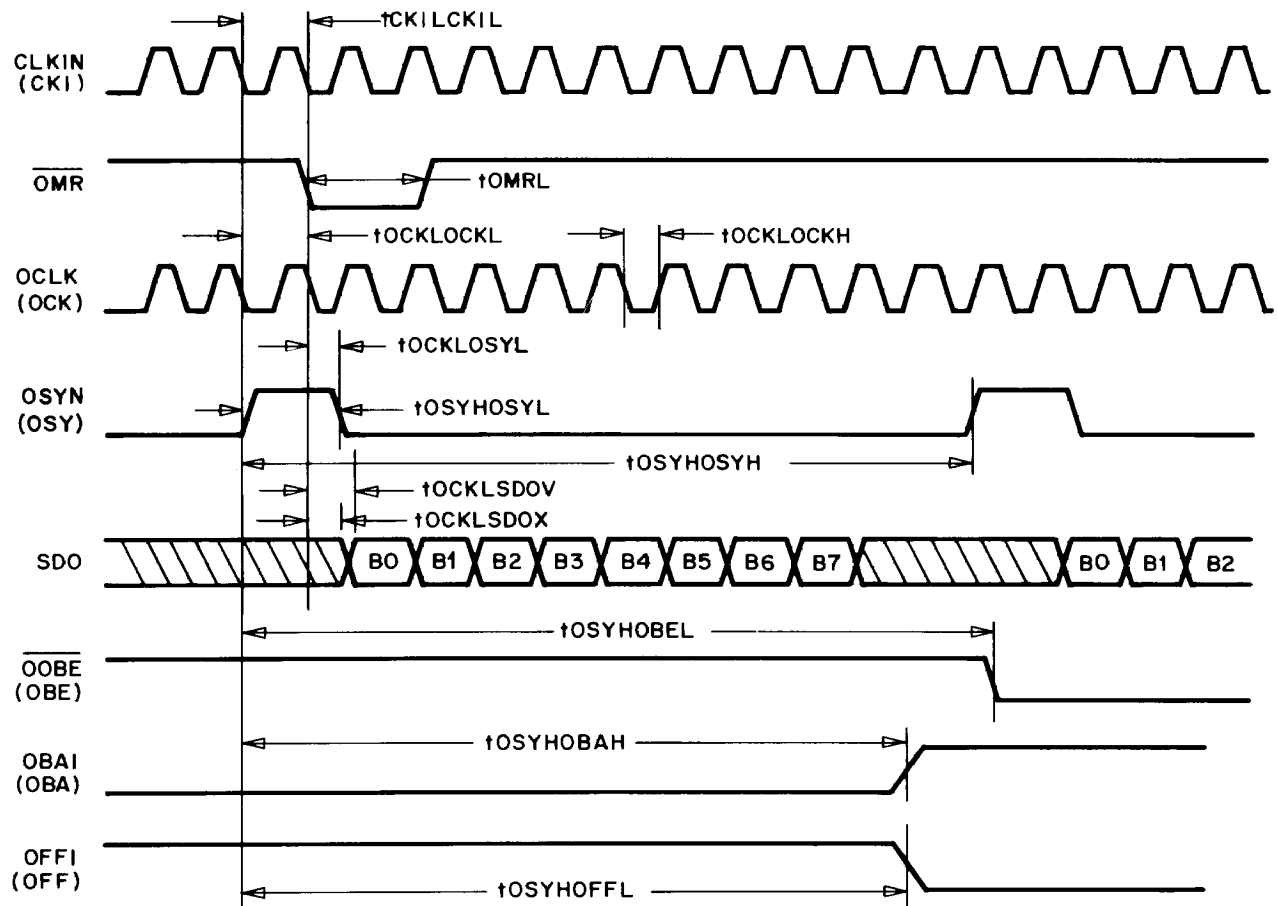 tCKILCKIL
CLKIN
(CKI)
OMR
tOMRL
tOCKLOCKL
tOCKLOCKH
OCLK
(OCK)
tOCKLOSYL
OSYN
(OSY)
tOSYHOSYL
tOSYHOSYH
tOCKLSDOV
tOCKLSDOX
SDO
B0 B1 B2 B3 B4 B5 B6 B7 B0 B1 B2
tOSYHOBEL
OOBE
(OBE)
tOSYHOBAH
OBAI
(OBA)
OFFI
(OFF)
tOSYHOFFL